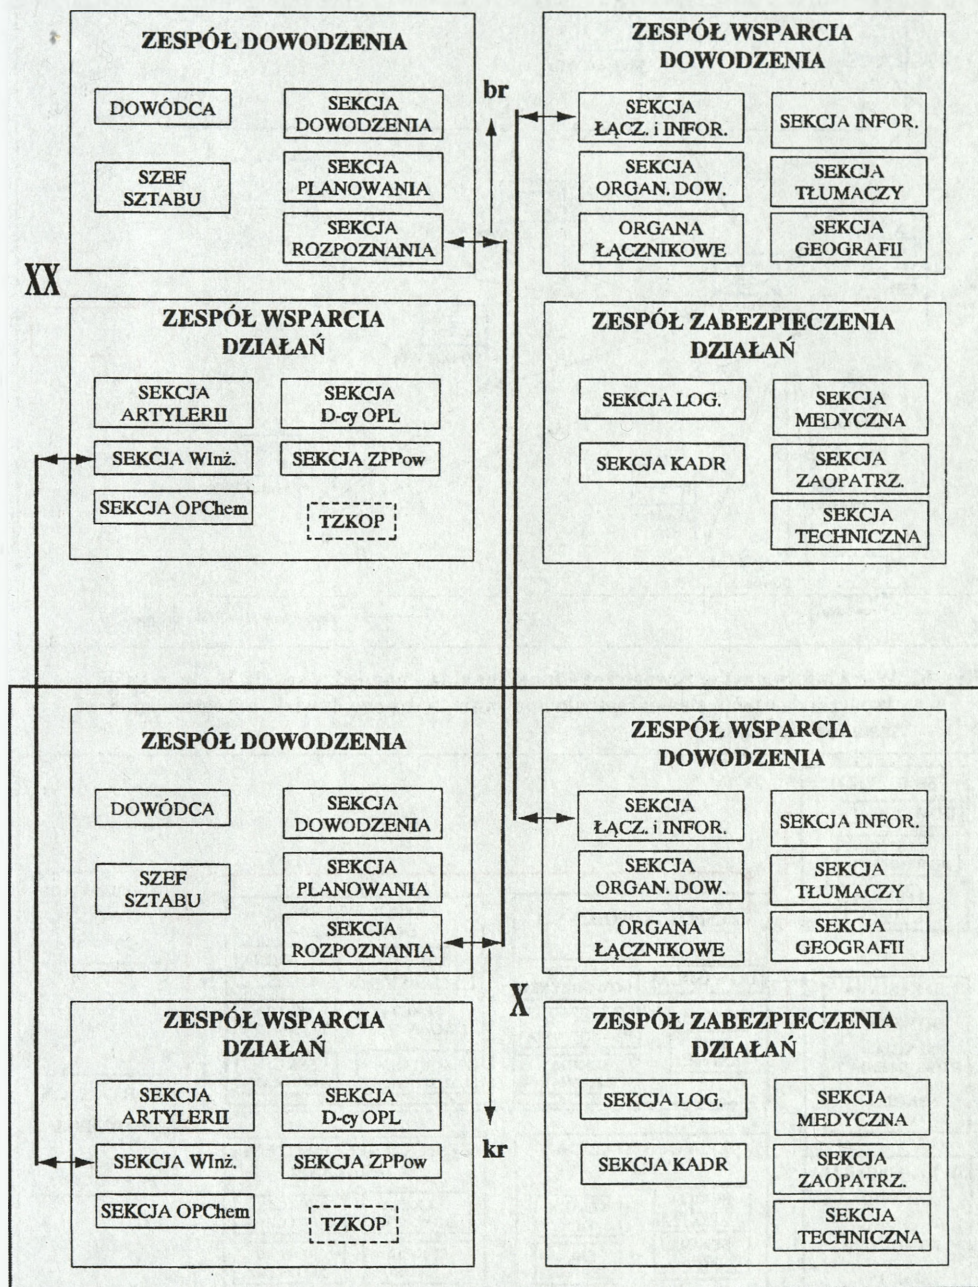 ZESPÓŁ DOWODZENIA
DOWÓDCA
SZEF
SZTABU
SEKCJA
DOWODZENIA
SEKCJA
PLANOWANIA
SEKCJA
ROZPOZNANIA
br
ZESPÓŁ WSPARCIA
DOWODZENIA
SEKCJA
ŁĄCZ. i INFOR.
SEKCJA
ORGAN. DOW.
ORGANA
ŁĄCZNIKOWE
SEKCJA INFOR.
SEKCJA
TŁUMACZY
SEKCJA
GEOGRAFII
XX
ZESPÓŁ WSPARCIA
DZIAŁAŃ
SEKCJA
ARTYLERII
SEKCJA WInż.
SEKCJA OPChem
SEKCJA
D-cy OPL
SEKCJA ZPPow
TZKOP
ZESPÓŁ ZABEZPIECZENIA
DZIAŁAŃ
SEKCJA LOG.
SEKCJA KADR
SEKCJA
MEDYCZNA
SEKCJA
ZAOPATRZ.
SEKCJA
TECHNICZNA
ZESPÓŁ DOWODZENIA
DOWÓDCA
SZEF
SZTABU
SEKCJA
DOWODZENIA
SEKCJA
PLANOWANIA
SEKCJA
ROZPOZNANIA
ZESPÓŁ WSPARCIA
DOWODZENIA
SEKCJA
ŁĄCZ. i INFOR.
SEKCJA
ORGAN. DOW.
ORGANA
ŁĄCZNIKOWE
SEKCJA INFOR.
SEKCJA
TŁUMACZY
SEKCJA
GEOGRAFII
X
ZESPÓŁ WSPARCIA
DZIAŁAŃ
SEKCJA
ARTYLERII
SEKCJA WInż.
SEKCJA OPChem
SEKCJA
D-cy OPL
SEKCJA ZPPow
TZKOP
kr
ZESPÓŁ ZABEZPIECZENIA
DZIAŁAŃ
SEKCJA LOG.
SEKCJA KADR
SEKCJA
MEDYCZNA
SEKCJA
ZAOPATRZ.
SEKCJA
TECHNICZNA